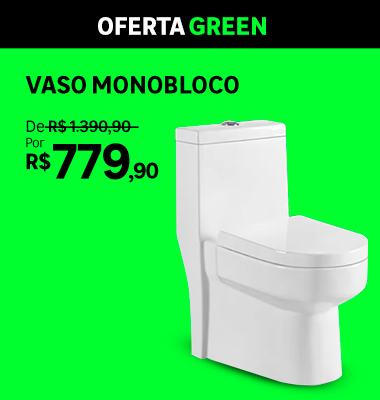 OFERTA GREEN
VASO MONOBLOCO
De R$ 1.390,90
Por
R$ 779,90